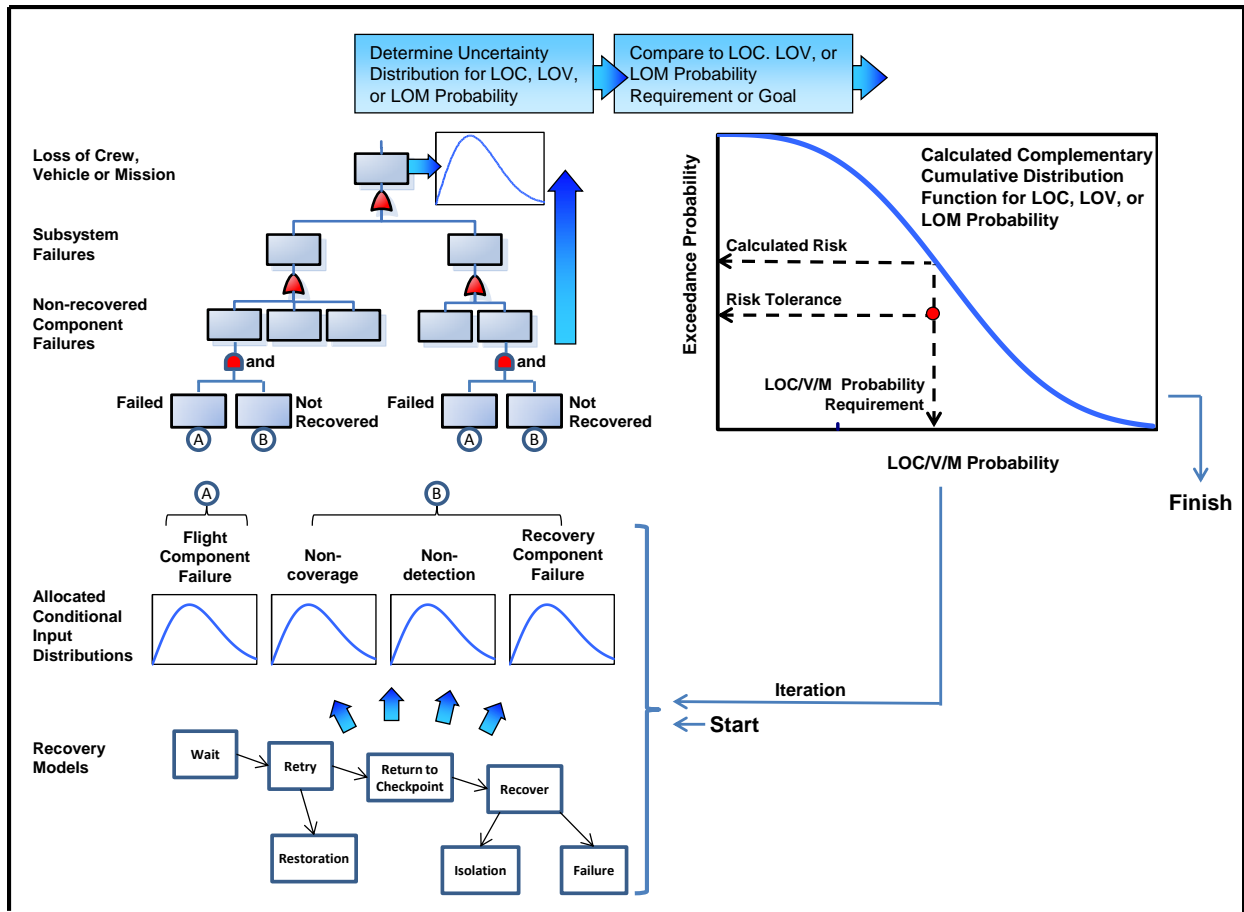 Determine Uncertainty
Distribution for LOC, LOV,
or LOM Probability
Compare to LOC. LOV, or
LOM Probability
Requirement or Goal
Loss of Crew,
Vehicle or Mission
Subsystem
Failures
Non-recovered
Component
Failures
and
and
Failed
Not
Recovered
Failed
Not
Recovered
A
B
A
B
Exceedance Probability
Calculated Complementary
Cumulative Distribution
Function for LOC, LOV, or
LOM Probability
Calculated Risk
Risk Tolerance
LOC/V/M Probability
Requirement
LOC/V/M Probability
Finish
A
B
Flight
Component
Failure
Non-
coverage
Non-
detection
Recovery
Component
Failure
Allocated
Conditional
Input
Distributions
Iteration
Start
Recovery
Models
Wait
Retry
Return to
Checkpoint
Recover
Restoration
Isolation
Failure